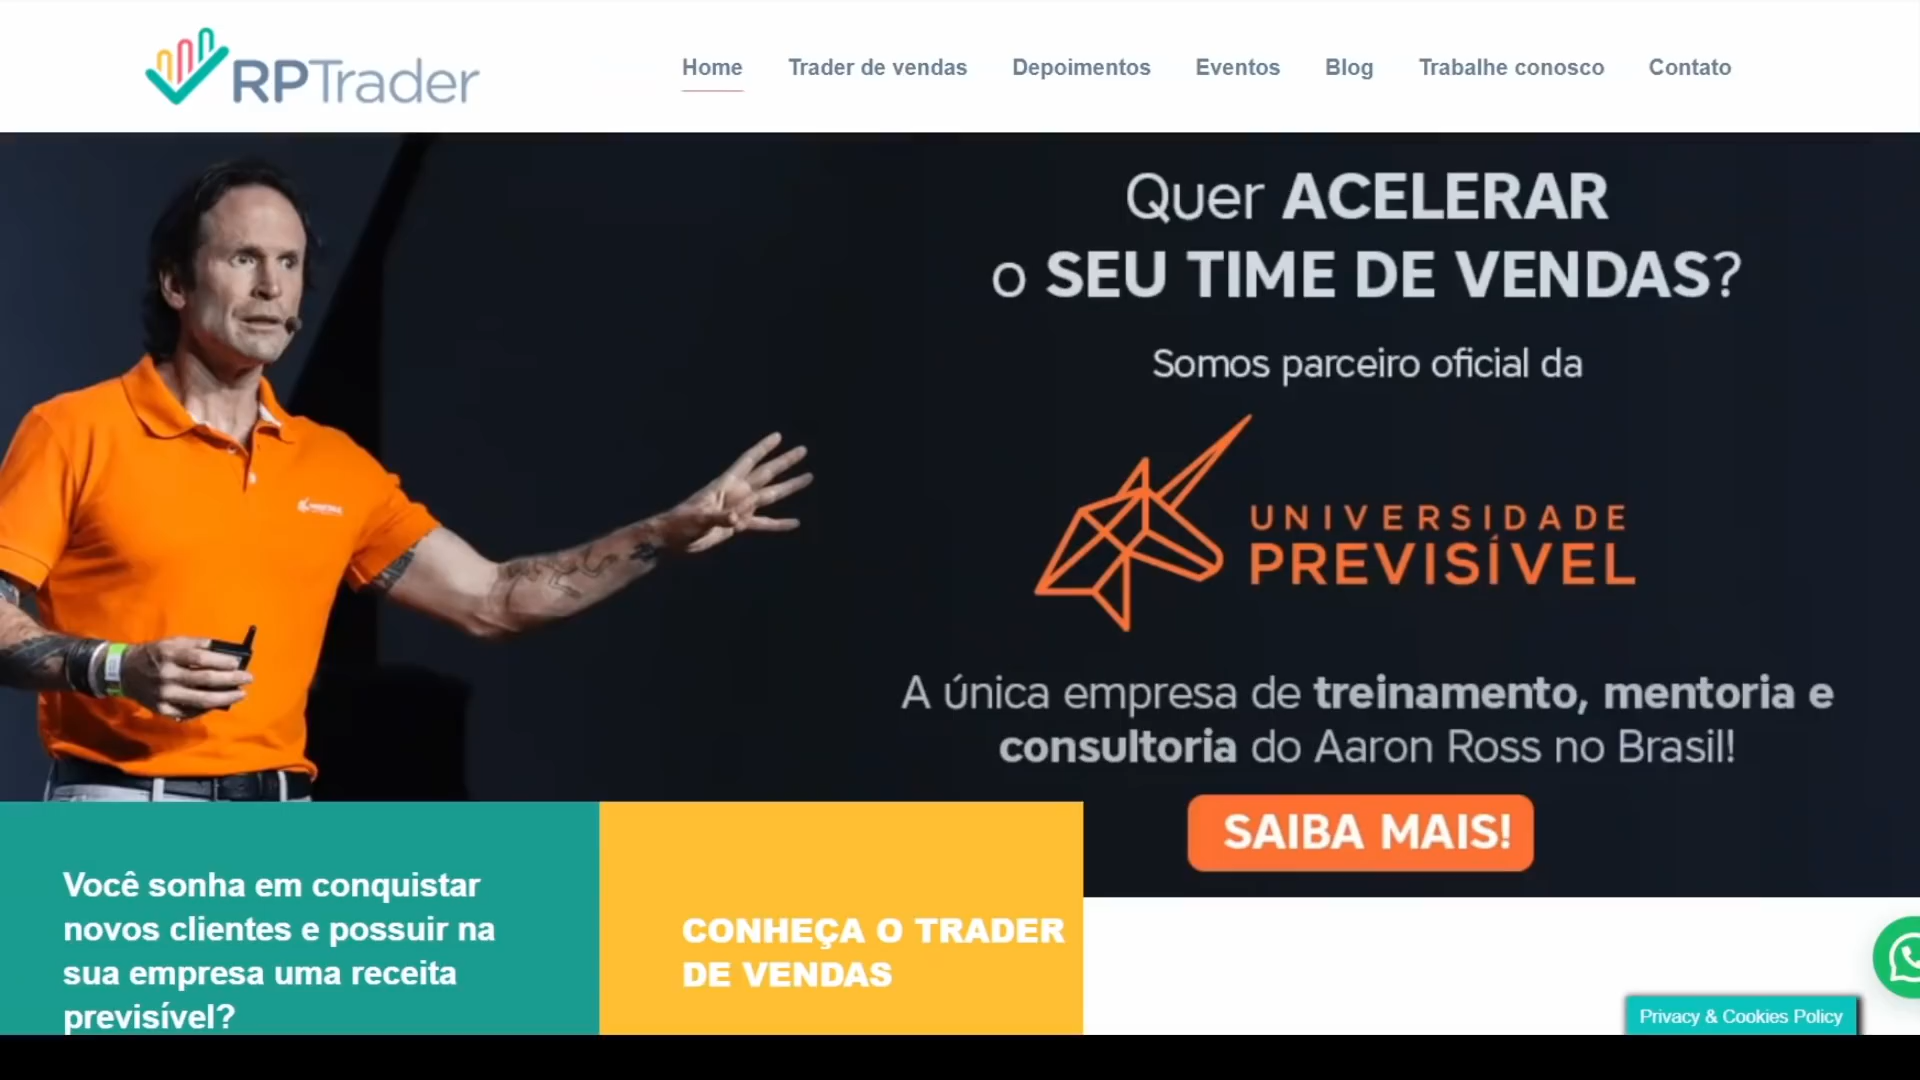 RPTrader
Home
Trader de vendas
Depoimentos
Eventos
Blog
Trabalhe conosco
Contato
Quer ACELERAR
o SEU TIME DE VENDAS?
Somos parceiro oficial da
UNIVERSIDADE
PREVISÍVEL
A única empresa de treinamento, mentoria e
consultoria do Aaron Ross no Brasil!
SAIBA MAIS!
Você sonha em conquistar
novos clientes e possuir na
sua empresa uma receita
previsível?
CONHEÇA O TRADER
DE VENDAS
Privacy & Cookies Policy